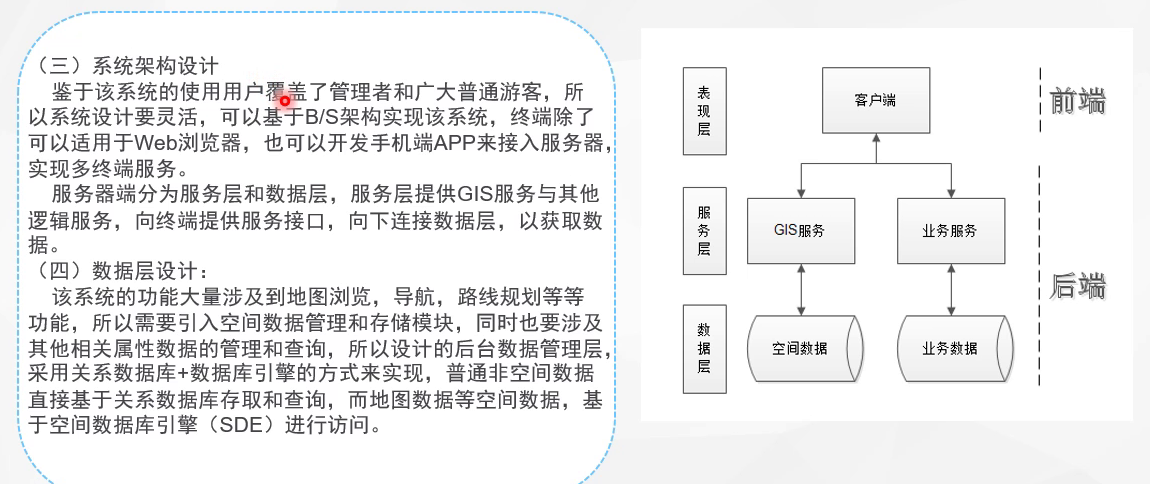 （三）系统架构设计
鉴于该系统的使用用户覆盖了管理者和广大普通游客，所
以系统设计要灵活，可以基于B/S架构实现该系统，终端除了
可以适用于Web浏览器，也可以开发手机端APP来接入服务器，
实现多终端服务。
服务器端分为服务层和数据层，服务层提供GIS服务与其他
逻辑服务，向终端提供服务接口，向下连接数据层，以获取数
据。
（四）数据层设计：
该系统的功能大量涉及到地图浏览，导航，路线规划等等
功能，所以需要引入空间数据管理和存储模块，同时也要涉及
其他相关属性数据的管理和查询，所以设计的后台数据管理层，
采用关系数据库+数据库引擎的方式来实现，普通非空间数据
直接基于关系数据库存取和查询，而地图数据等空间数据，基
于空间数据库引擎（SDE）进行访问。
表现层
客户端
前端
服务层
GIS服务
业务服务
后端
数据层
空间数据
业务数据